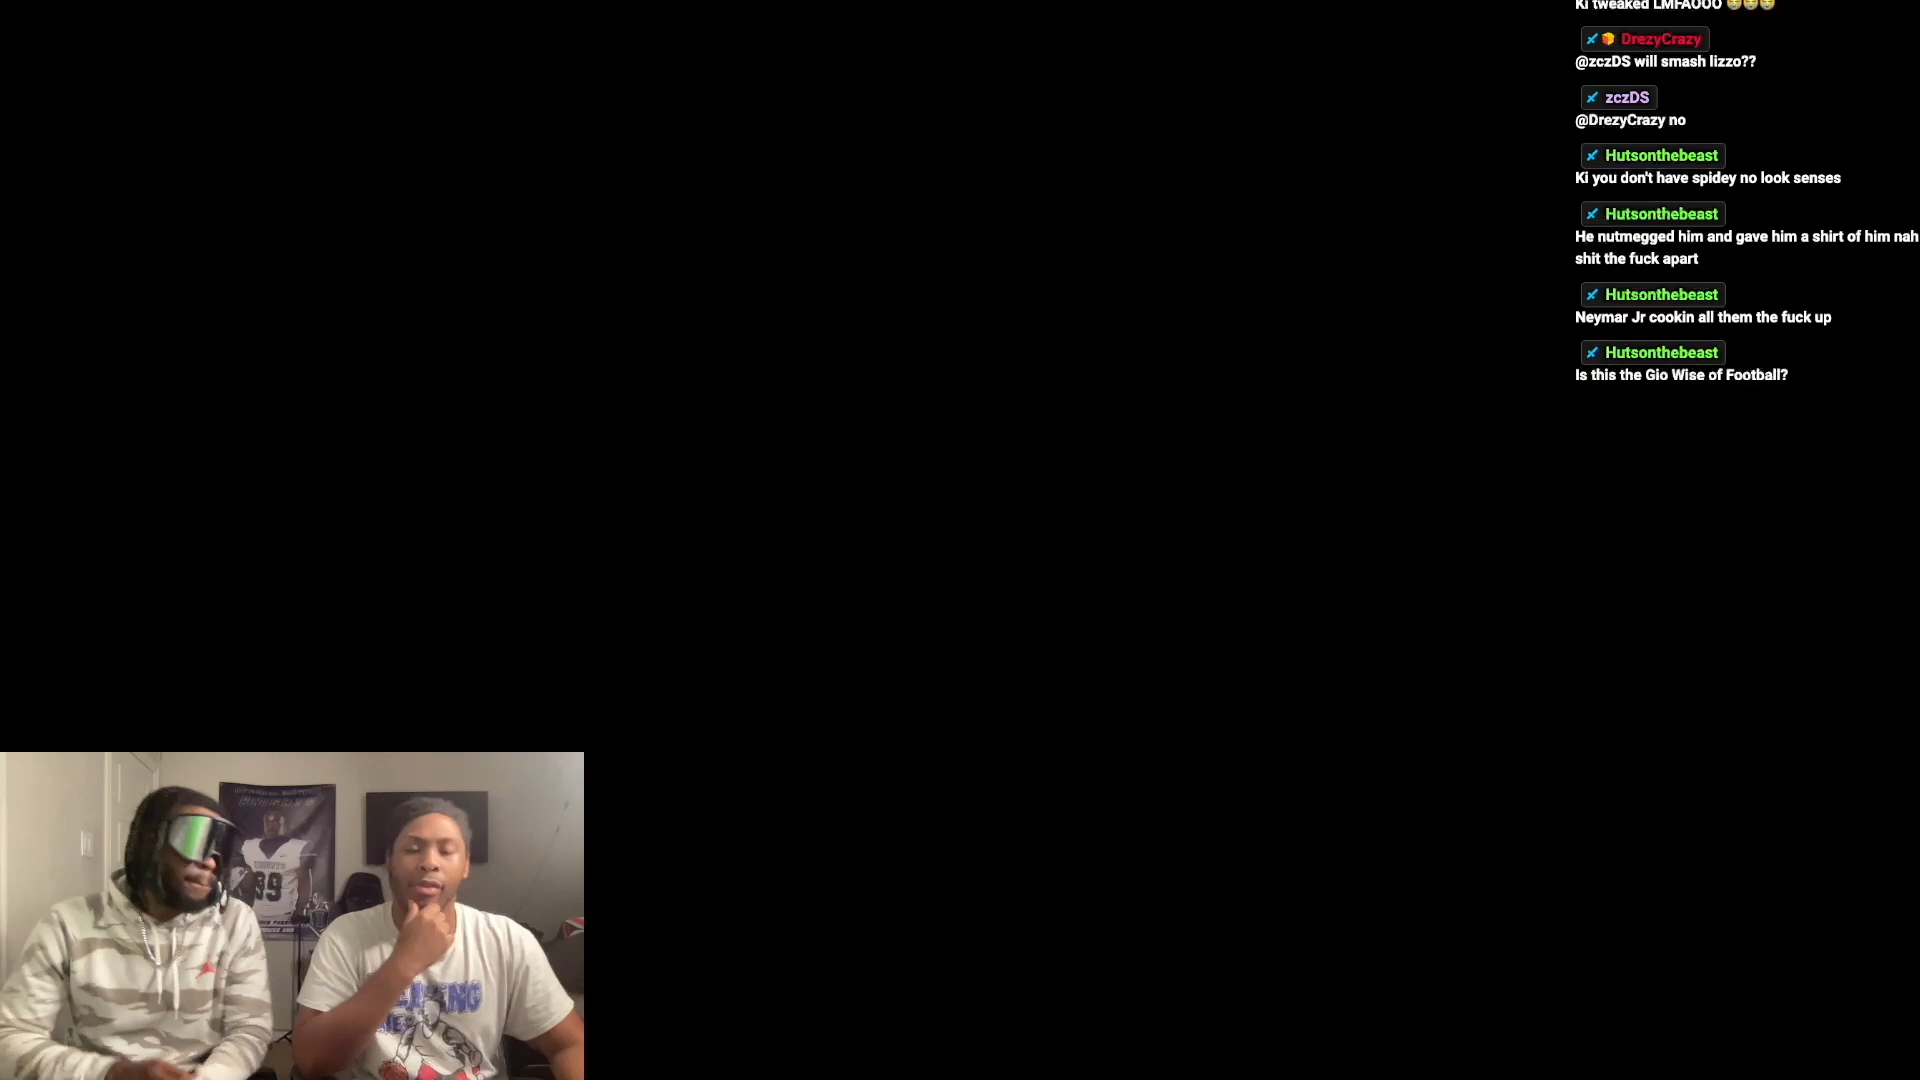 Ki tweaked LMFAOOO 😭😭😭
DrezyCrazy
@zczDS will smash lizzo??
zczDS
@DrezyCrazy no
Hutsonthebeast
Ki you don't have spidey no look senses
Hutsonthebeast
He nutmegged him and gave him a shirt of him nah
shit the fuck apart
Hutsonthebeast
Neymar Jr cookin all them the fuck up
Hutsonthebeast
Is this the Gio Wise of Football?
39